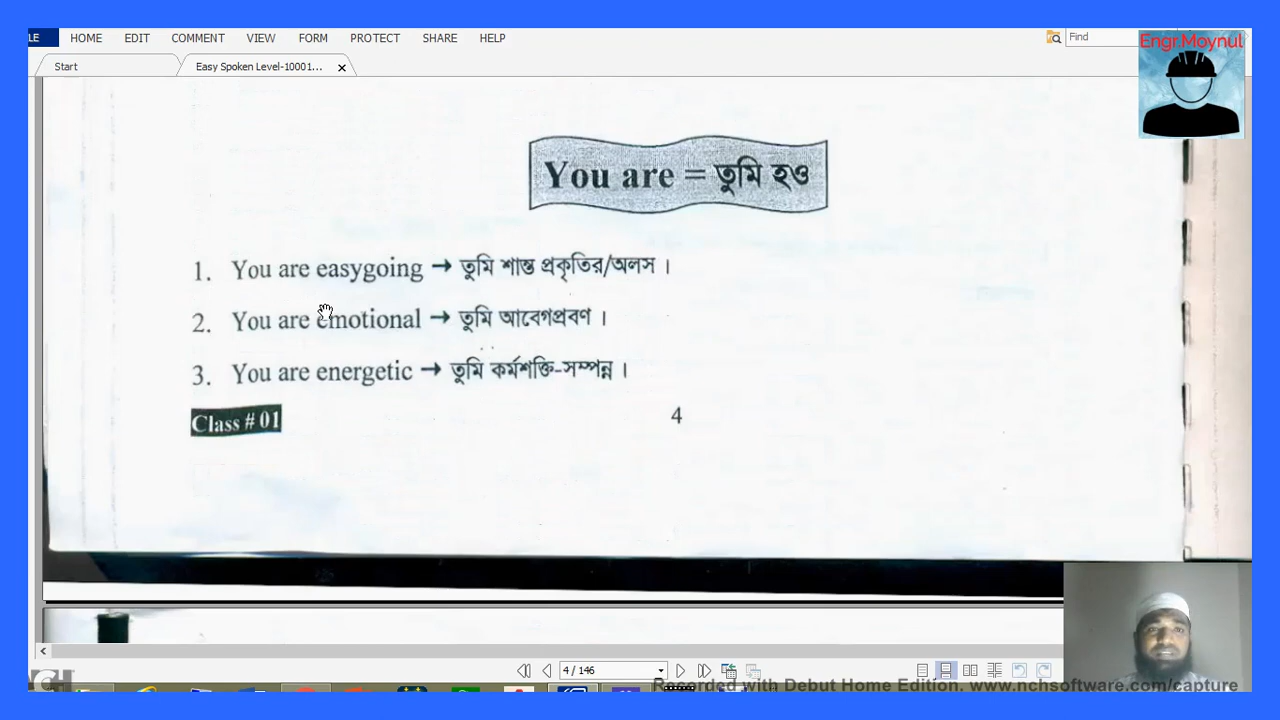 LE HOME EDIT COMMENT VIEW FORM PROTECT SHARE HELP Find
Engr.Moynul
Start Easy Spoken Level-10001... x
You are = তুমি হও
1. You are easygoing → তুমি শান্ত প্রকৃতির/অলস ।
2. You are emotional → তুমি আবেগপ্রবণ ।
3. You are energetic → তুমি কর্মশক্তি-সম্পন্ন ।
Class # 01 4
4 / 146
Recorded with Debut Home Edition. www.nchsoftware.com/capture